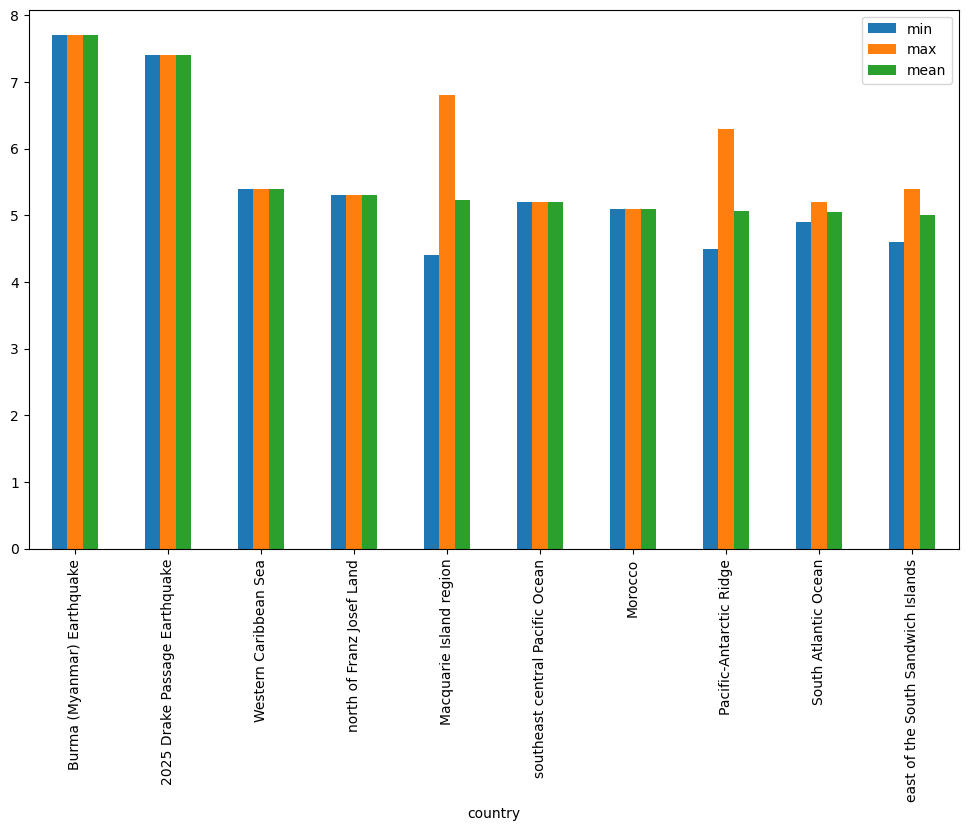 8
7
6
5
4
3
2
1
0
min
max
mean
Burma (Myanmar) Earthquake
2025 Drake Passage Earthquake
Western Caribbean Sea
north of Franz Josef Land
Macquarie Island region
southeast central Pacific Ocean
Morocco
Pacific-Antarctic Ridge
South Atlantic Ocean
east of the South Sandwich Islands
country